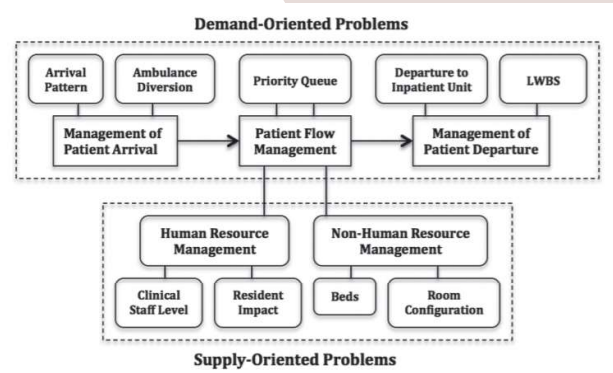 Demand-Oriented Problems
Arrival
Pattern
Ambulance
Diversion
Priority Queue
Departure to
Inpatient Unit
LWBS
Management of
Patient Arrival
Patient Flow
Management
Management of
Patient Departure
Human Resource
Management
Non-Human Resource
Management
Clinical
Staff Level
Resident
Impact
Beds
Room
Configuration
Supply-Oriented Problems